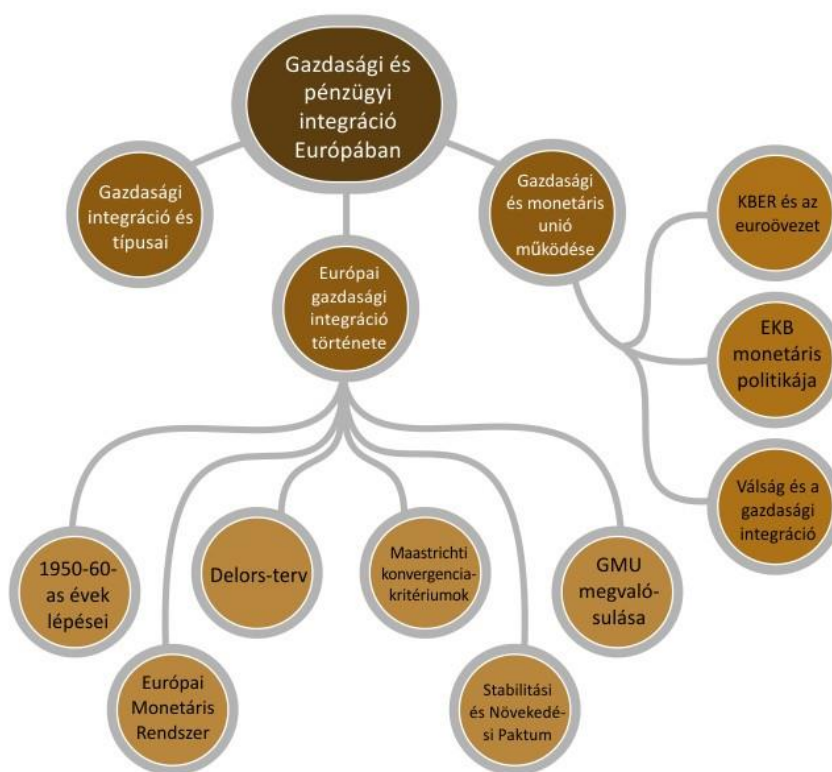 Gazdasági és
pénzügyi
integráció
Európában
Gazdasági
integráció és
típusai
Európai
gazdasági
integráció
története
Gazdasági
és monetáris
unió
működése
KBER és az
euroövezet
EKB
monetáris
politikája
Válság és a
gazdasági
integráció
1950-60-
as évek
lépései
Európai
Monetáris
Rendszer
Delors-terv
Maastrichti
konvergencia-
kritériumok
Stabilitási
és Növekedé-
si Paktum
GMU
megvaló-
sulása